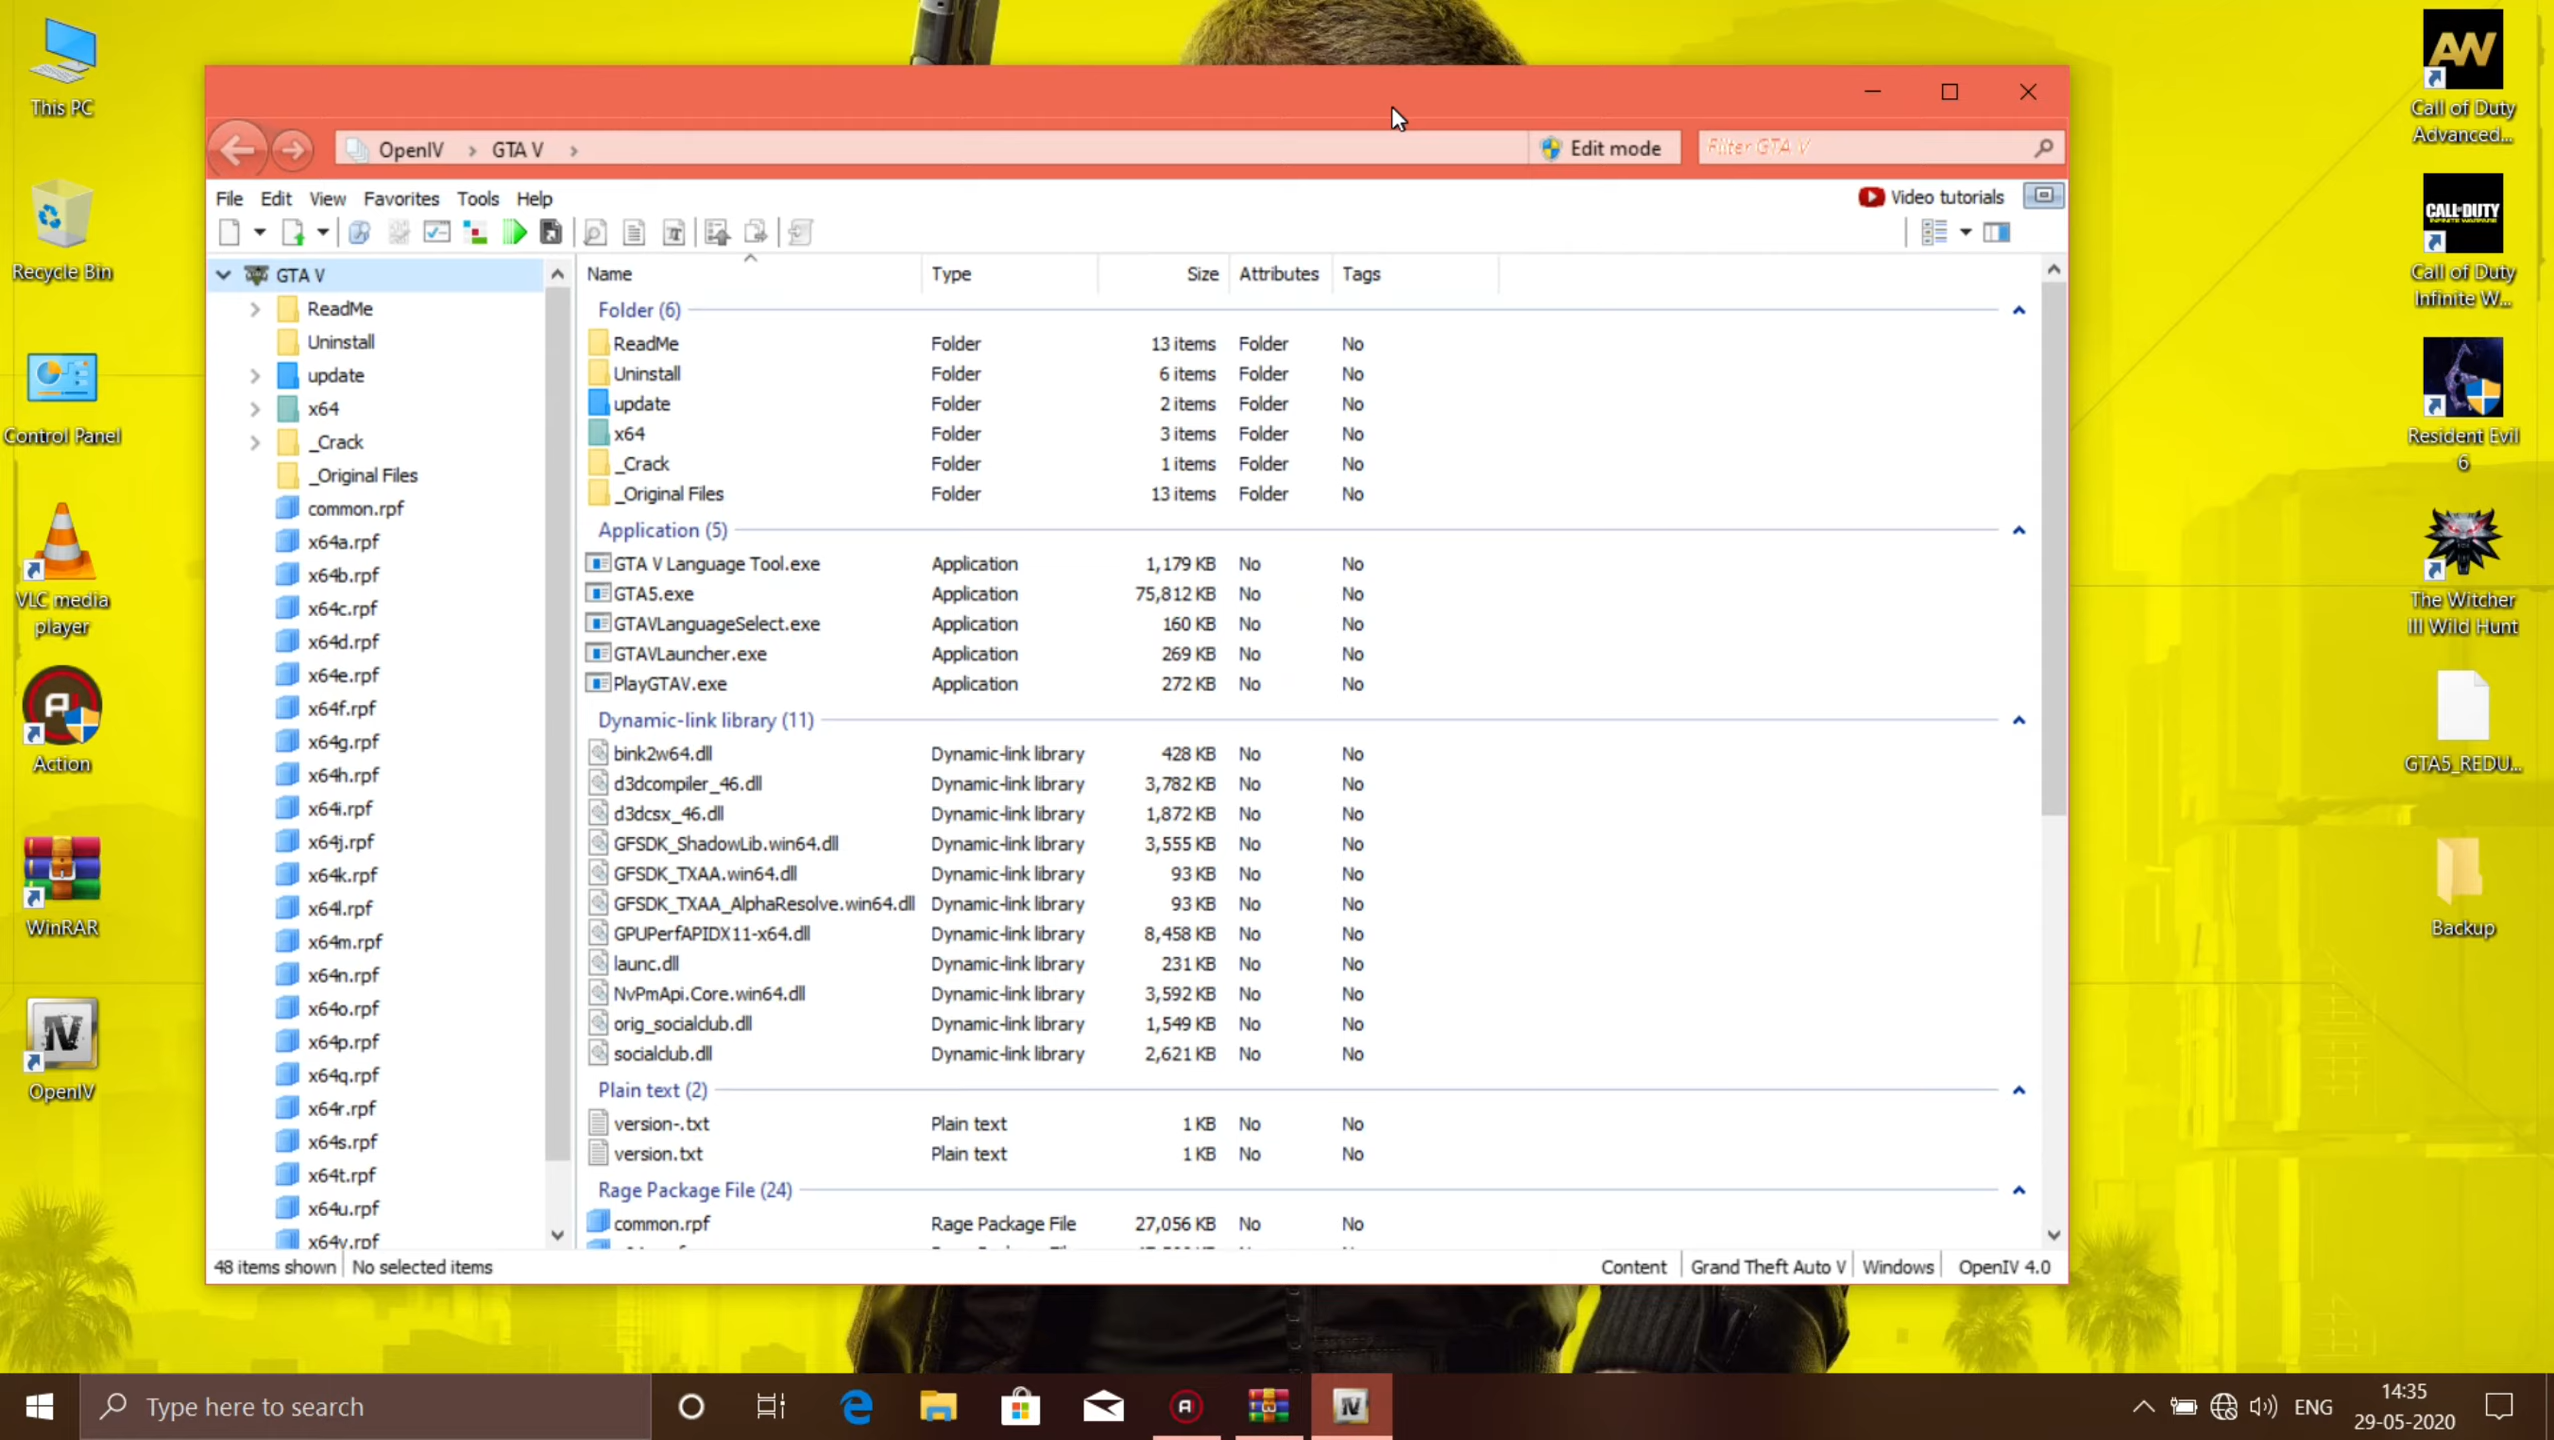 This PC
Recycle Bin
Control Panel
VLC media
player
Action
WinRAR
OpenIV
OpenIV > GTA V >
Edit mode
Filter GTA V
File Edit View Favorites Tools Help
Video tutorials
GTA V
ReadMe
Uninstall
update
x64
_Crack
_Original Files
common.rpf
x64a.rpf
x64b.rpf
x64c.rpf
x64d.rpf
x64e.rpf
x64f.rpf
x64g.rpf
x64h.rpf
x64i.rpf
x64j.rpf
x64k.rpf
x64l.rpf
x64m.rpf
x64n.rpf
x64o.rpf
x64p.rpf
x64q.rpf
x64r.rpf
x64s.rpf
x64t.rpf
x64u.rpf
x64v.rpf
Name Type Size Attributes Tags
Folder (6)
ReadMe Folder 13 items Folder No
Uninstall Folder 6 items Folder No
update Folder 2 items Folder No
x64 Folder 3 items Folder No
_Crack Folder 1 items Folder No
_Original Files Folder 13 items Folder No
Application (5)
GTA V Language Tool.exe Application 1,179 KB No No
GTA5.exe Application 75,812 KB No No
GTAVLanguageSelect.exe Application 160 KB No No
GTAVLauncher.exe Application 269 KB No No
PlayGTAV.exe Application 272 KB No No
Dynamic-link library (11)
bink2w64.dll Dynamic-link library 428 KB No No
d3dcompiler_46.dll Dynamic-link library 3,782 KB No No
d3dcsx_46.dll Dynamic-link library 1,872 KB No No
GFSDK_ShadowLib.win64.dll Dynamic-link library 3,555 KB No No
GFSDK_TXAA.win64.dll Dynamic-link library 93 KB No No
GFSDK_TXAA_AlphaResolve.win64.dll Dynamic-link library 93 KB No No
GPUPerfAPIDX11-x64.dll Dynamic-link library 8,458 KB No No
launc.dll Dynamic-link library 231 KB No No
NvPmApi.Core.win64.dll Dynamic-link library 3,592 KB No No
orig_socialclub.dll Dynamic-link library 1,549 KB No No
socialclub.dll Dynamic-link library 2,621 KB No No
Plain text (2)
version-.txt Plain text 1 KB No No
version.txt Plain text 1 KB No No
Rage Package File (24)
common.rpf Rage Package File 27,056 KB No No
48 items shown No selected items
Content Grand Theft Auto V Windows OpenIV 4.0
AW
Call of Duty
Advanced...
CALL OF DUTY
INFINITE WARFARE
Call of Duty
Infinite W...
Resident Evil
6
The Witcher
III Wild Hunt
GTA5_REDU...
Backup
Type here to search
ENG
14:35
29-05-2020